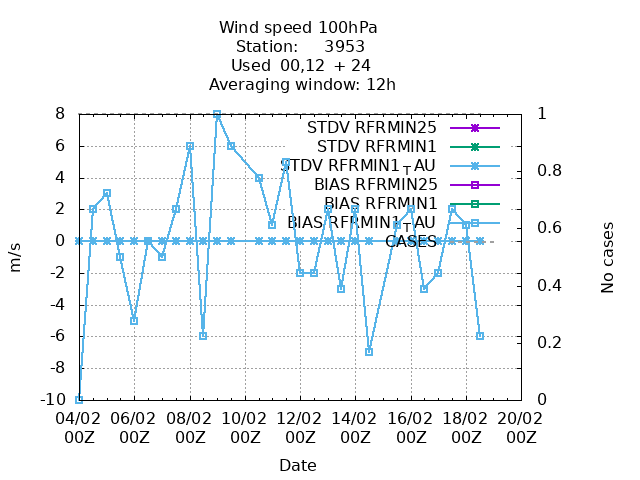 Wind speed 100hPa
Station: 3953
Used 00,12 + 24
Averaging window: 12h
8
6
4
2
0
-2
-4
-6
-8
-10
m/s
1
0.8
0.6
0.4
0.2
0
No cases
STDV RFRMIN25
STDV RFRMIN1
STDV RFRMIN1_TAU
BIAS RFRMIN25
BIAS RFRMIN1
BIAS RFRMIN1_TAU
CASES
04/02 06/02 08/02 10/02 12/02 14/02 16/02 18/02 20/02
00Z 00Z 00Z 00Z 00Z 00Z 00Z 00Z 00Z
Date